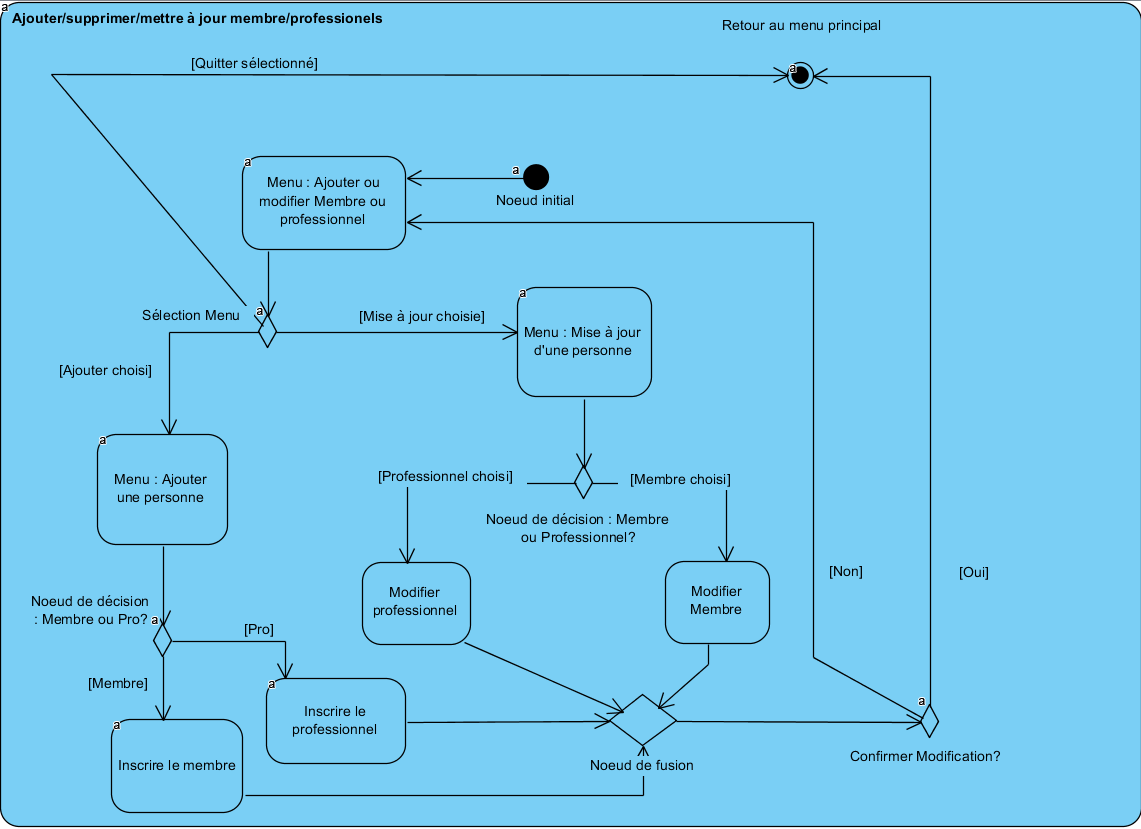 a
Ajouter/supprimer/mettre à jour membre/professionels
Retour au menu principal
[Quitter sélectionné]
a
a
Menu : Ajouter ou
modifier Membre ou
professionnel
a
Noeud initial
Sélection Menu
a
[Mise à jour choisie]
a
Menu : Mise à jour
d'une personne
[Ajouter choisi]
a
Menu : Ajouter
une personne
[Professionnel choisi]
[Membre choisi]
Noeud de décision : Membre
ou Professionnel?
[Non]
[Oui]
Modifier
professionnel
Modifier
Membre
Noeud de décision
: Membre ou Pro?
a
[Pro]
[Membre]
a
Inscrire le
professionnel
a
Inscrire le membre
Noeud de fusion
a
Confirmer Modification?